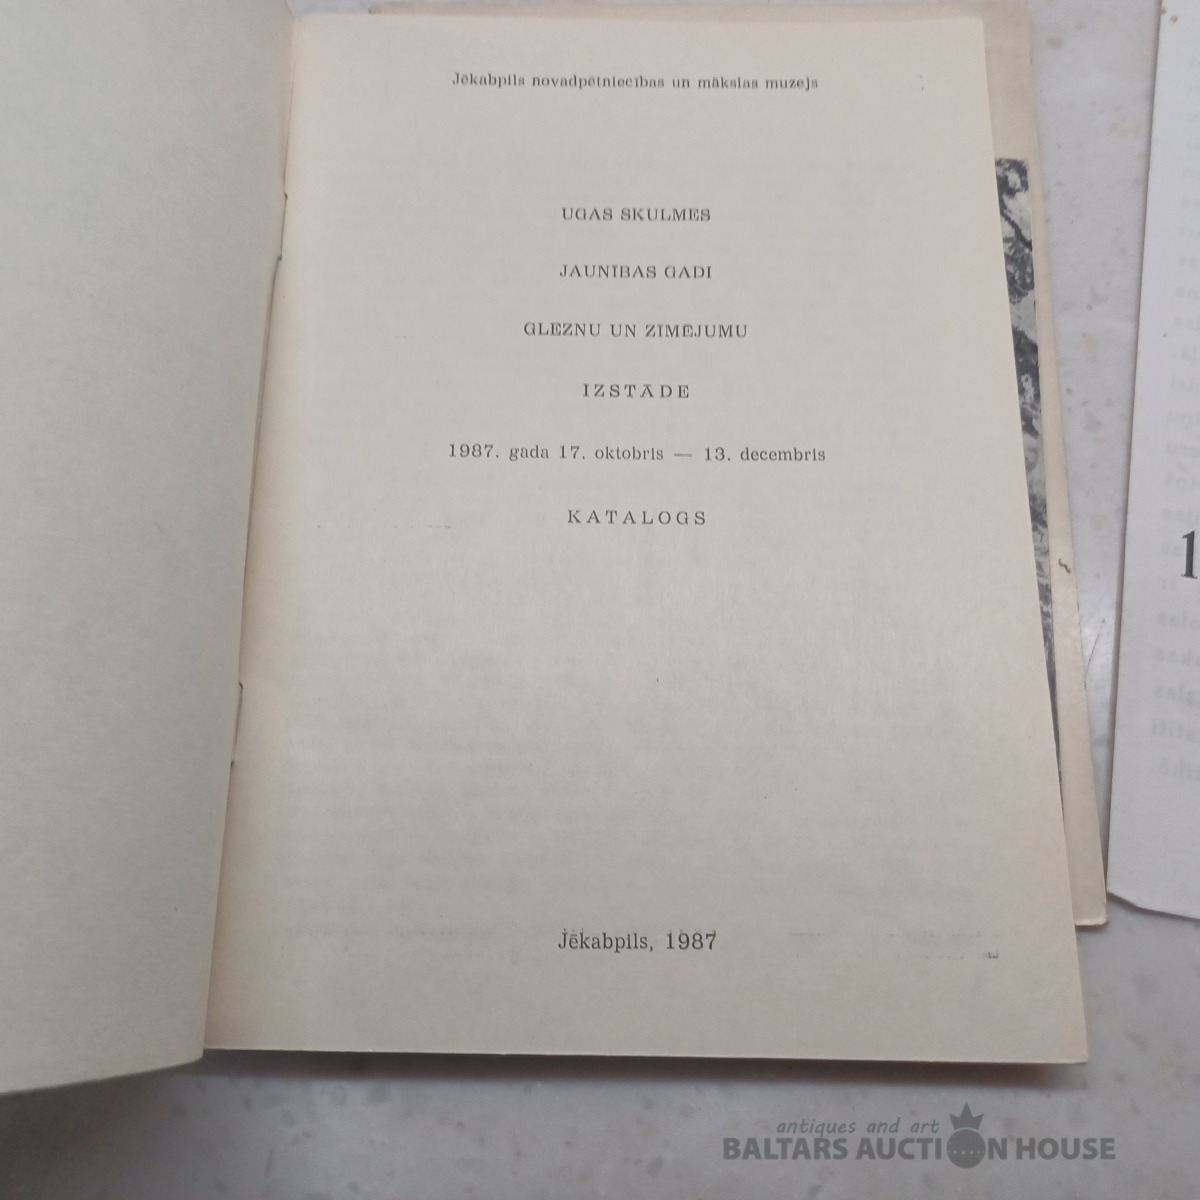 Jēkabpils novadpētniecības un mākslas muzejs
UGAS SKULMES
JAUNĪBAS GADI
GLEZNU UN ZĪMĒJUMU
IZSTĀDE
1987. gada 17. oktobris — 13. decembris
KATALOGS
Jēkabpils, 1987
1
antiques and art
BALTARS AUCTION HOUSE